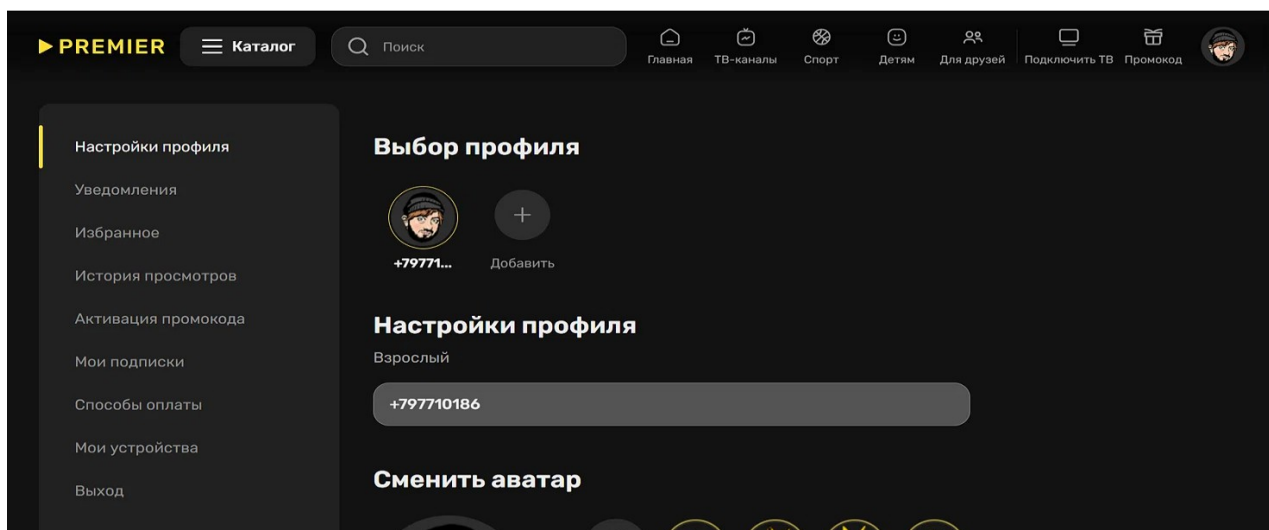 PREMIER
Каталог
Поиск
Главная
ТВ-каналы
Спорт
Детям
Для друзей
Подключить ТВ
Промокод
Настройки профиля
Уведомления
Избранное
История просмотров
Активация промокода
Мои подписки
Способы оплаты
Мои устройства
Выход
Выбор профиля
+79771...
Добавить
Настройки профиля
Взрослый
+797710186
Сменить аватар